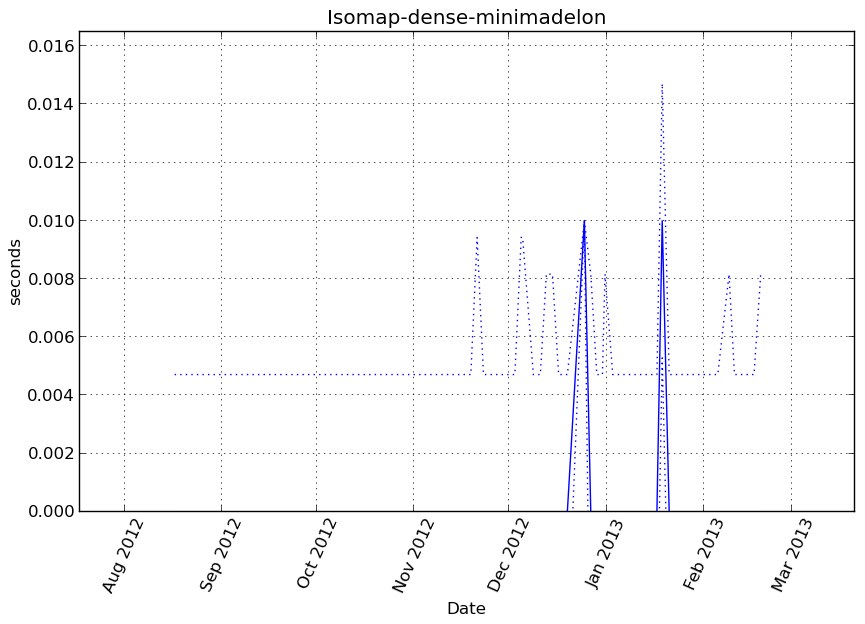 Isomap-dense-minimadelon
0.016
0.014
0.012
0.010
0.008
0.006
0.004
0.002
0.000
seconds
Aug 2012
Sep 2012
Oct 2012
Nov 2012
Dec 2012
Jan 2013
Feb 2013
Mar 2013
Date